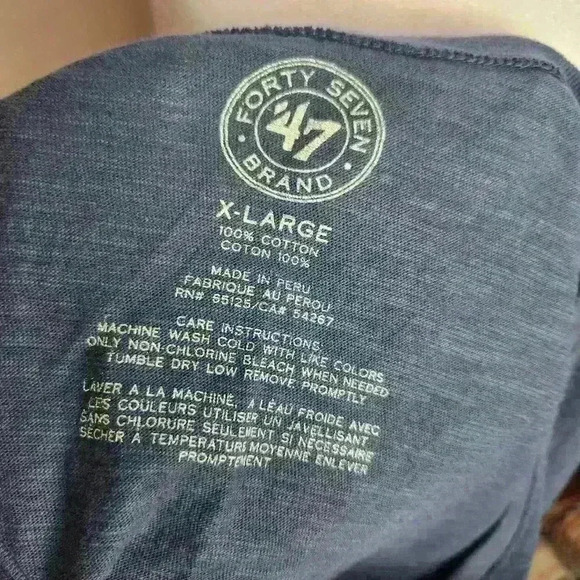 FORTY SEVEN
'47
BRAND
X-LARGE
100% COTTON
COTON 100%
MADE IN PERU
FABRIQUE AU PEROU
RN# 65125/CA# 54267
CARE INSTRUCTIONS:
MACHINE WASH COLD WITH LIKE COLORS
ONLY NON-CHLORINE BLEACH WHEN NEEDED
TUMBLE DRY LOW REMOVE PROMPTLY
LAVER A LA MACHINE, A LEAU FROIDE AVEC
LES COULEURS UTILISER UN JAVELLISANT
SANS CHLORURE SEULEMENT SI NECESSAIRE
SECHER A TEMPERATURE MOYENNE ENLEVER
PROMPTEMENT